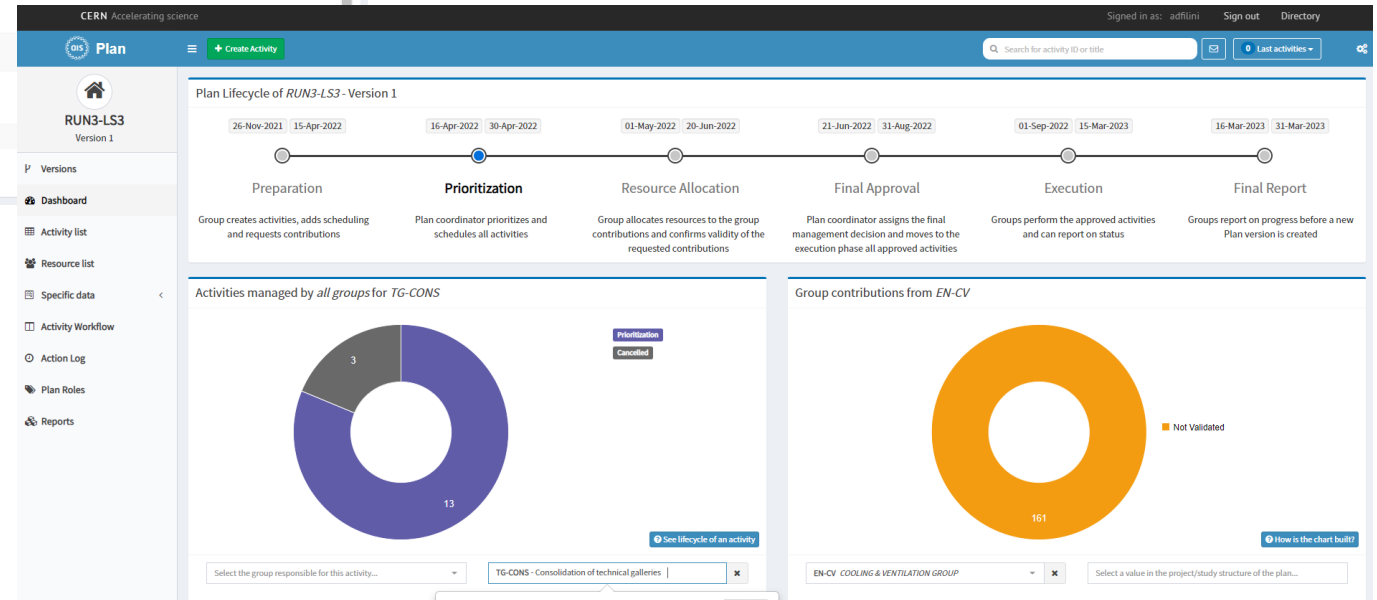 CERN Accelerating science
Signed in as: adfilini Sign out Directory
OIS Plan
+ Create Activity
Search for activity ID or title
0 Last activities
RUN3-LS3
Version 1
Versions
Dashboard
Activity list
Resource list
Specific data
Activity Workflow
Action Log
Plan Roles
Reports
Plan Lifecycle of RUN3-LS3 - Version 1
26-Nov-2021 15-Apr-2022
16-Apr-2022 30-Apr-2022
01-May-2022 20-Jun-2022
21-Jun-2022 31-Aug-2022
01-Sep-2022 15-Mar-2023
16-Mar-2023 31-Mar-2023
Preparation
Prioritization
Resource Allocation
Final Approval
Execution
Final Report
Group creates activities, adds scheduling
and requests contributions
Plan coordinator prioritizes and
schedules all activities
Group allocates resources to the group
contributions and confirms validity of the
requested contributions
Plan coordinator assigns the final
management decision and moves to the
execution phase all approved activities
Groups perform the approved activities
and can report on status
Groups report on progress before a new
Plan version is created
Activities managed by all groups for TG-CONS
Prioritization
Cancelled
3
13
See lifecycle of an activity
Select the group responsible for this activity...
TG-CONS - Consolidation of technical galleries
Group contributions from EN-CV
Not Validated
161
How is the chart built?
EN-CV COOLING & VENTILATION GROUP
Select a value in the project/study structure of the plan...